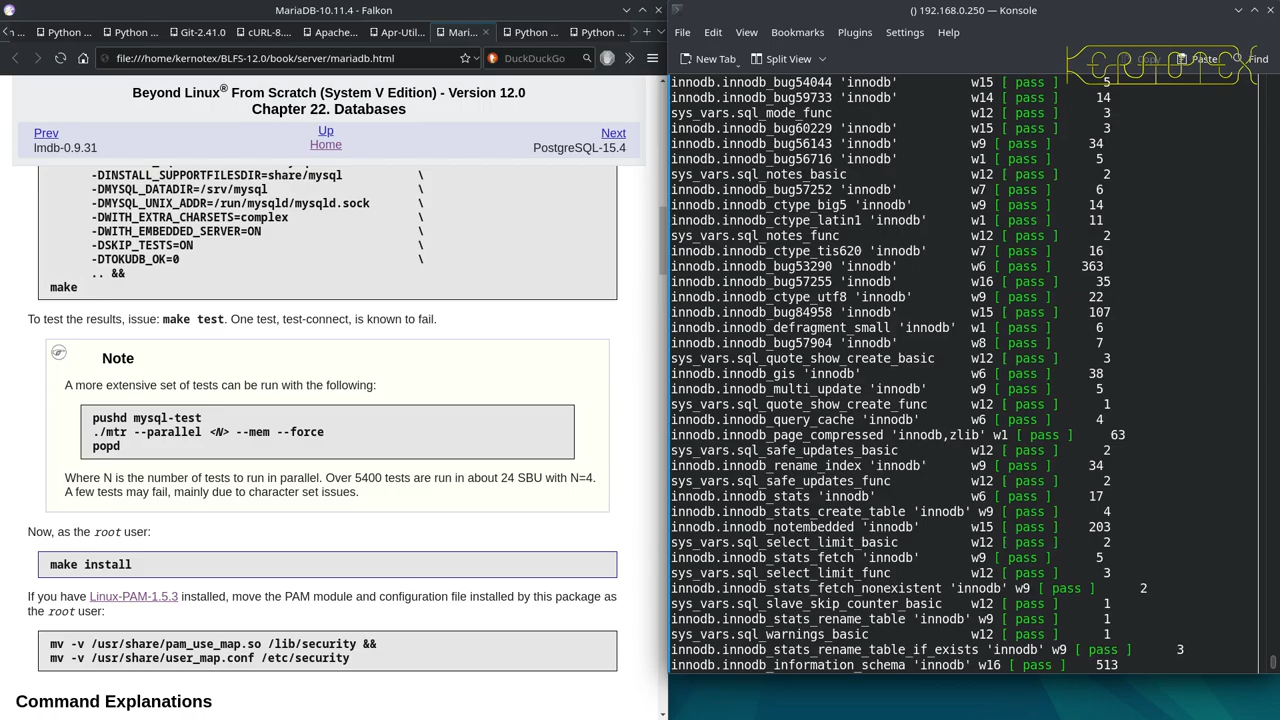 MariaDB-10.11.4 - Falkon
n ... Python ... Python ... Git-2.41.0 cURL-8.... Apache... Apr-Util... Mari... Python ... Python ...
file:///home/kernotex/BLFS-12.0/book/server/mariadb.html DuckDuckGo
Beyond Linux® From Scratch (System V Edition) - Version 12.0
Chapter 22. Databases
Prev Up Next
lmdb-0.9.31 Home PostgreSQL-15.4
-DINSTALL_SUPPORTFILESDIR=share/mysql \
-DMYSQL_DATADIR=/srv/mysql \
-DMYSQL_UNIX_ADDR=/run/mysqld/mysqld.sock \
-DWITH_EXTRA_CHARSETS=complex \
-DWITH_EMBEDDED_SERVER=ON \
-DSKIP_TESTS=ON \
-DTOKUDB_OK=0 \
.. &&
make
To test the results, issue: make test. One test, test-connect, is known to fail.
Note
A more extensive set of tests can be run with the following:
pushd mysql-test
./mtr --parallel <N> --mem --force
popd
Where N is the number of tests to run in parallel. Over 5400 tests are run in about 24 SBU with N=4.
A few tests may fail, mainly due to character set issues.
Now, as the root user:
make install
If you have Linux-PAM-1.5.3 installed, move the PAM module and configuration file installed by this package as
the root user:
mv -v /usr/share/pam_use_map.so /lib/security &&
mv -v /usr/share/user_map.conf /etc/security
Command Explanations
() 192.168.0.250 — Konsole
File Edit View Bookmarks Plugins Settings Help
New Tab Split View Copy Paste Find
innodb.innodb_bug54044 'innodb' w15 [ pass ] 5
innodb.innodb_bug59733 'innodb' w14 [ pass ] 14
sys_vars.sql_mode_func w12 [ pass ] 3
innodb.innodb_bug60229 'innodb' w15 [ pass ] 3
innodb.innodb_bug56143 'innodb' w9 [ pass ] 34
innodb.innodb_bug56716 'innodb' w1 [ pass ] 5
sys_vars.sql_notes_basic w12 [ pass ] 2
innodb.innodb_bug57252 'innodb' w7 [ pass ] 6
innodb.innodb_ctype_big5 'innodb' w9 [ pass ] 14
innodb.innodb_ctype_latin1 'innodb' w1 [ pass ] 11
sys_vars.sql_notes_func w12 [ pass ] 2
innodb.innodb_ctype_tis620 'innodb' w7 [ pass ] 16
innodb.innodb_bug53290 'innodb' w6 [ pass ] 363
innodb.innodb_bug57255 'innodb' w16 [ pass ] 35
innodb.innodb_ctype_utf8 'innodb' w9 [ pass ] 22
innodb.innodb_bug84958 'innodb' w15 [ pass ] 107
innodb.innodb_defragment_small 'innodb' w1 [ pass ] 6
innodb.innodb_bug57904 'innodb' w8 [ pass ] 7
sys_vars.sql_quote_show_create_basic w12 [ pass ] 3
innodb.innodb_gis 'innodb' w6 [ pass ] 38
innodb.innodb_multi_update 'innodb' w9 [ pass ] 5
sys_vars.sql_quote_show_create_func w12 [ pass ] 1
innodb.innodb_query_cache 'innodb' w6 [ pass ] 4
innodb.innodb_page_compressed 'innodb,zlib' w1 [ pass ] 63
sys_vars.sql_safe_updates_basic w12 [ pass ] 2
innodb.innodb_rename_index 'innodb' w9 [ pass ] 34
sys_vars.sql_safe_updates_func w12 [ pass ] 2
innodb.innodb_stats 'innodb' w6 [ pass ] 17
innodb.innodb_stats_create_table 'innodb' w9 [ pass ] 4
innodb.innodb_notembedded 'innodb' w15 [ pass ] 203
sys_vars.sql_select_limit_basic w12 [ pass ] 2
innodb.innodb_stats_fetch 'innodb' w9 [ pass ] 5
sys_vars.sql_select_limit_func w12 [ pass ] 3
innodb.innodb_stats_fetch_nonexistent 'innodb' w9 [ pass ] 2
sys_vars.sql_slave_skip_counter_basic w12 [ pass ] 1
innodb.innodb_stats_rename_table 'innodb' w9 [ pass ] 1
sys_vars.sql_warnings_basic w12 [ pass ] 1
innodb.innodb_stats_rename_table_if_exists 'innodb' w9 [ pass ] 3
innodb.innodb_information_schema 'innodb' w16 [ pass ] 513